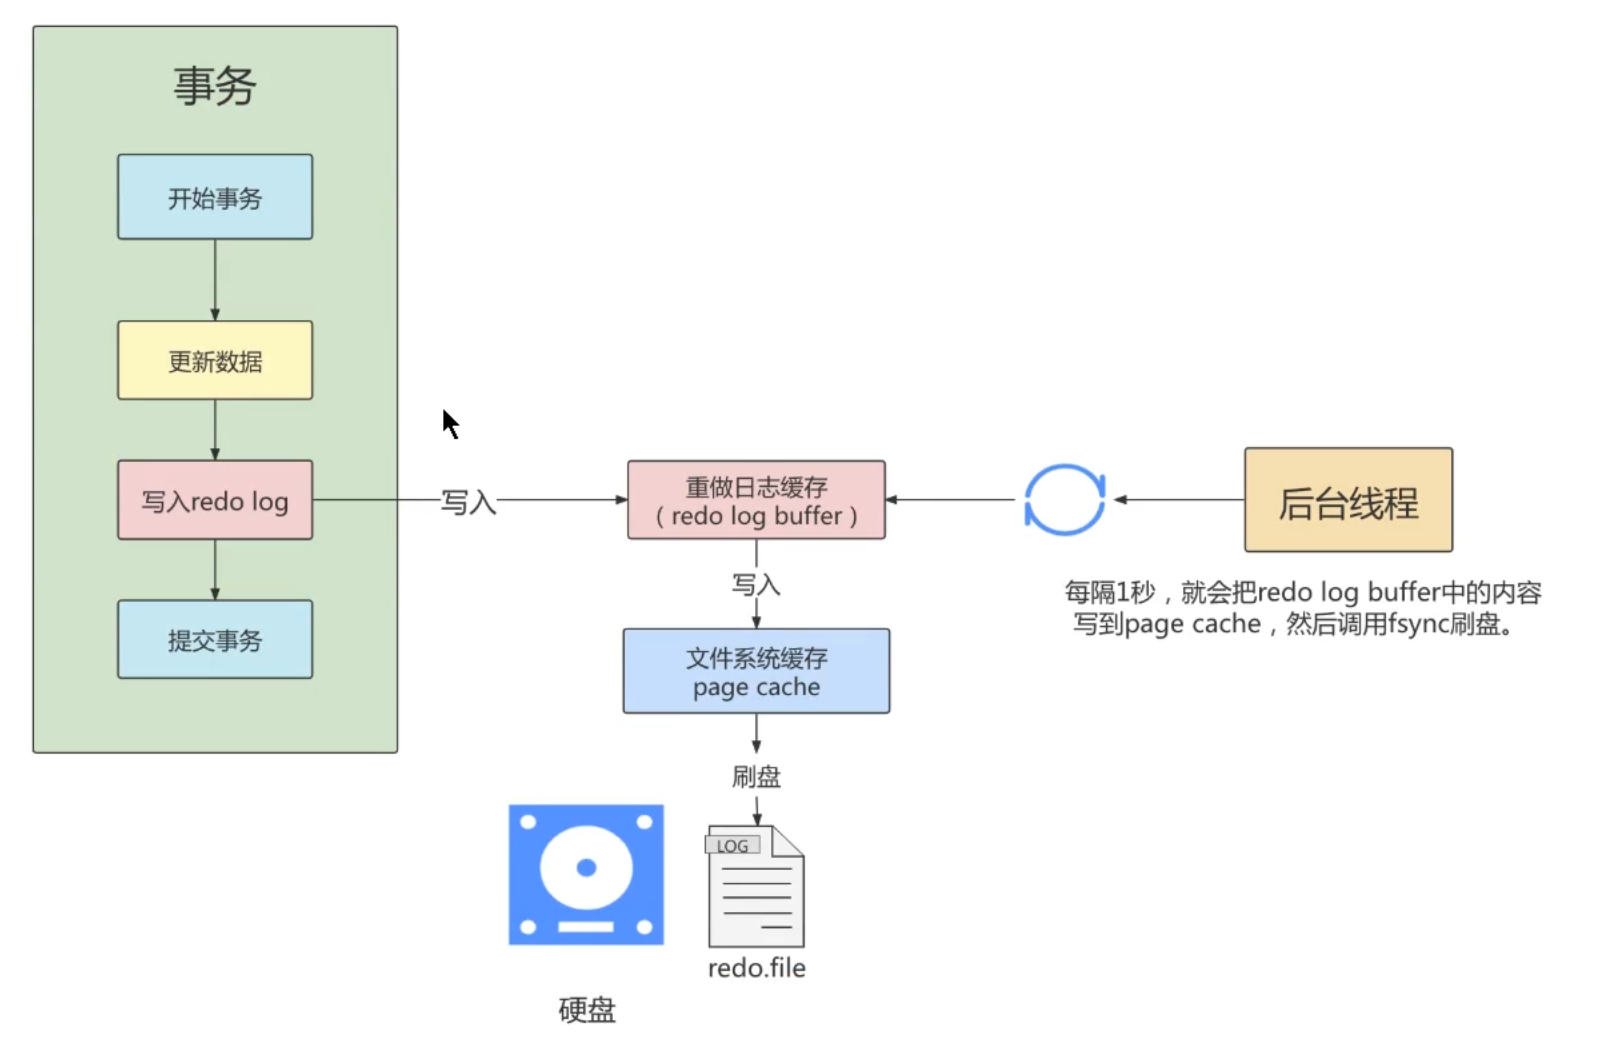 事务
开始事务
更新数据
写入redo log
提交事务
写入
重做日志缓存
（redo log buffer）
写入
文件系统缓存
page cache
刷盘
LOG
redo.file
硬盘
后台线程
每隔1秒，就会把redo log buffer中的内容
写到page cache，然后调用fsync刷盘。